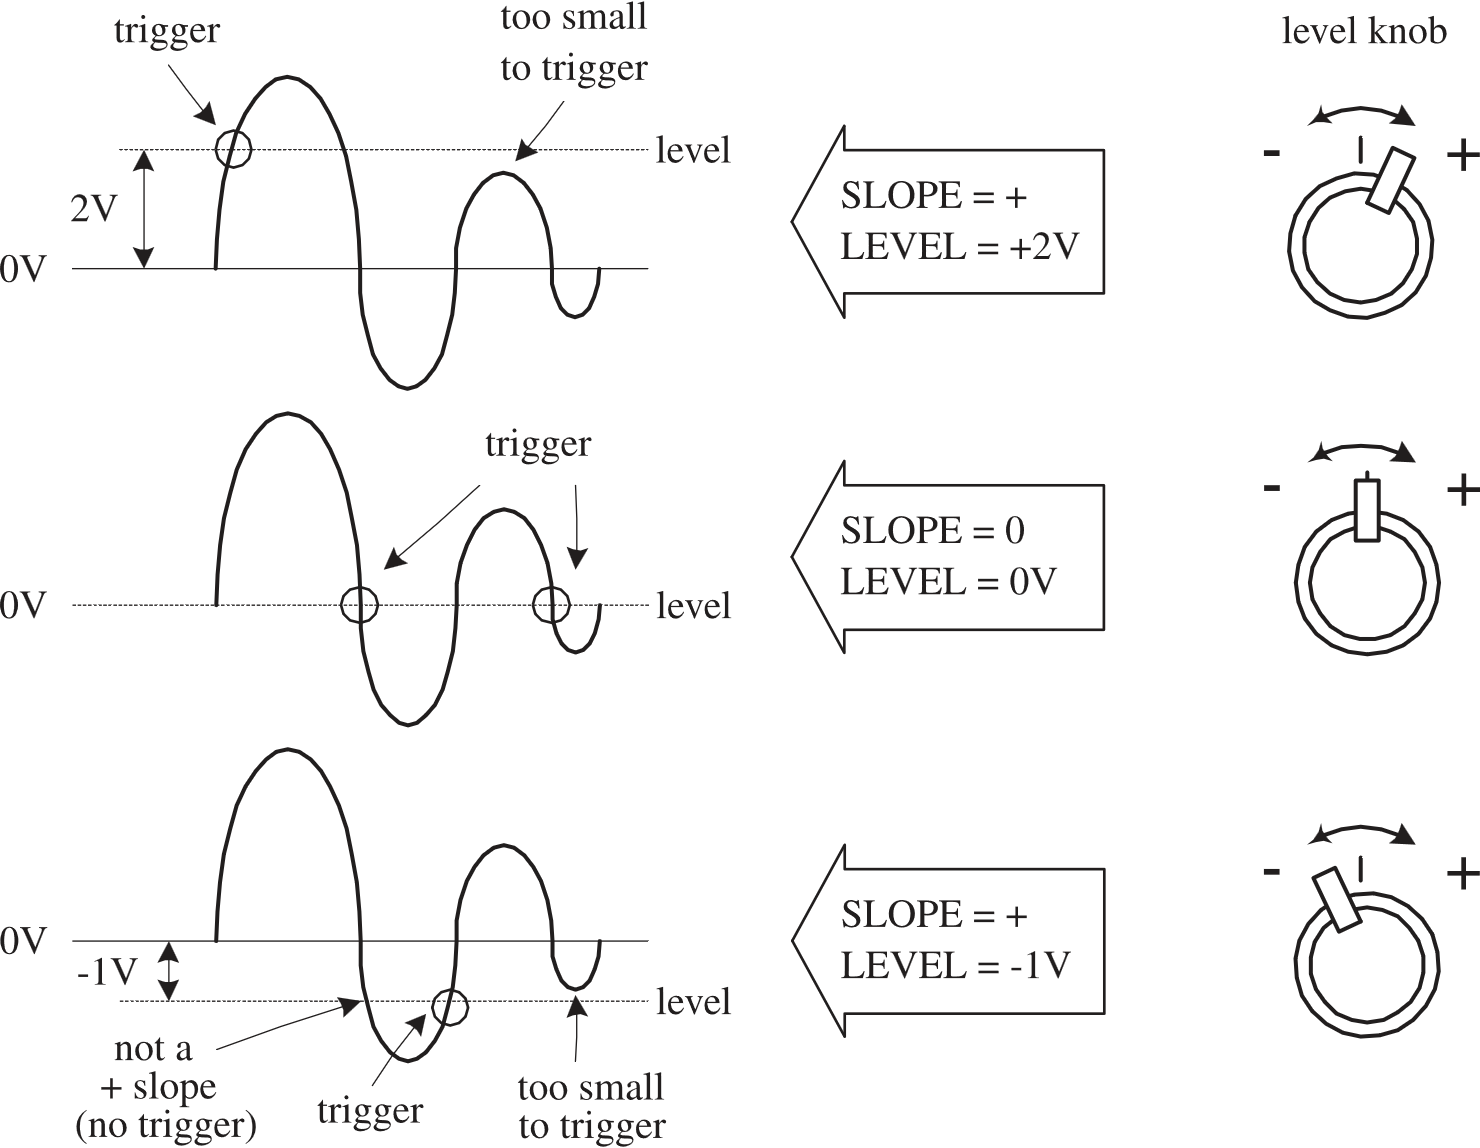 trigger
too small
to trigger
level knob
level
2V
0V
SLOPE = +
LEVEL = +2V
- +
trigger
0V
level
SLOPE = 0
LEVEL = 0V
- +
0V
-1V
level
not a
+ slope
(no trigger)
trigger
too small
to trigger
SLOPE = +
LEVEL = -1V
- +